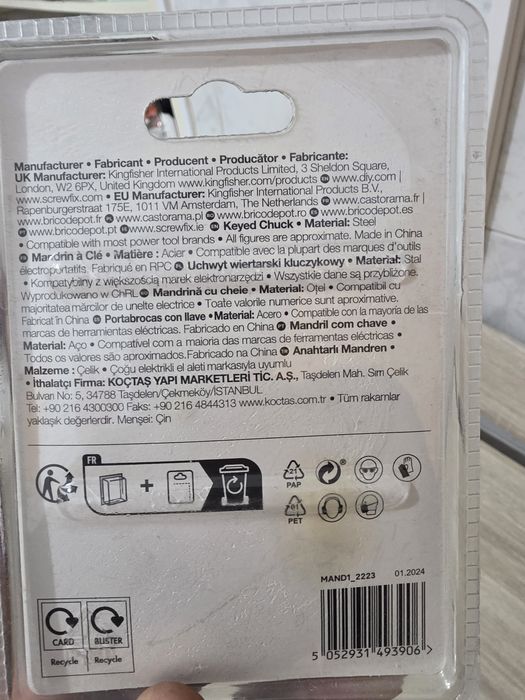 Manufacturer • Fabricant • Producent • Producător • Fabricante:
UK Manufacturer: Kingfisher International Products Limited, 3 Sheldon Square,
London, W2 6PX, United Kingdom www.kingfisher.com/products www.diy.com |
www.screwfix.com • EU Manufacturer: Kingfisher International Products B.V.,
Rapenburgerstraat 175E, 1011 VM Amsterdam, The Netherlands www.castorama.fr |
www.bricodepot.fr www.castorama.pl www.bricodepot.ro www.bricodepot.es
www.bricodepot.pt www.screwfix.ie Keyed Chuck • Material: Steel
• Compatible with most power tool brands • All figures are approximate. Made in China
Mandrin à Clé • Matière : Acier • Compatible avec la plupart des marques d'outils
électroportatifs. Fabriqué en RPC Uchwyt wiertarski kluczykowy • Materiał: Stal
• Kompatybilny z większością marek elektronarzędzi • Wszystkie dane są przybliżone.
Wyprodukowano w ChRL Mandrină cu cheie • Material: Oțel • Compatibil cu
majoritatea mărcilor de unelte electrice • Toate valorile numerice sunt aproximative.
Fabricat în China Portabrocas con llave • Material: Acero • Compatible con la mayoría de las
marcas de herramientas eléctricas. Fabricado en China Mandril com chave •
Material: Aço • Compatível com a maioria das marcas de ferramentas eléctricas •
Todos os valores são aproximados.Fabricado na China Anahtarlı Mandren •
Malzeme : Çelik • Çoğu elektrikli el aleti markasıyla uyumlu
• İthalatçı Firma: KOÇTAŞ YAPI MARKETLERİ TİC. A.Ş., Taşdelen Mah. Sırrı Çelik
Bulvarı No: 5, 34788 Taşdelen/Çekmeköy/İSTANBUL
Tel: +90 216 4300300 Faks: +90 216 4844313 www.koctas.com.tr • Tüm rakamlar
yaklaşık değerlerdir. Menşei: Çin
FR
21
PAP
01
PET
MAND1_2223 01.2024
CARD BLISTER
Recycle Recycle
5 052931 493906 >